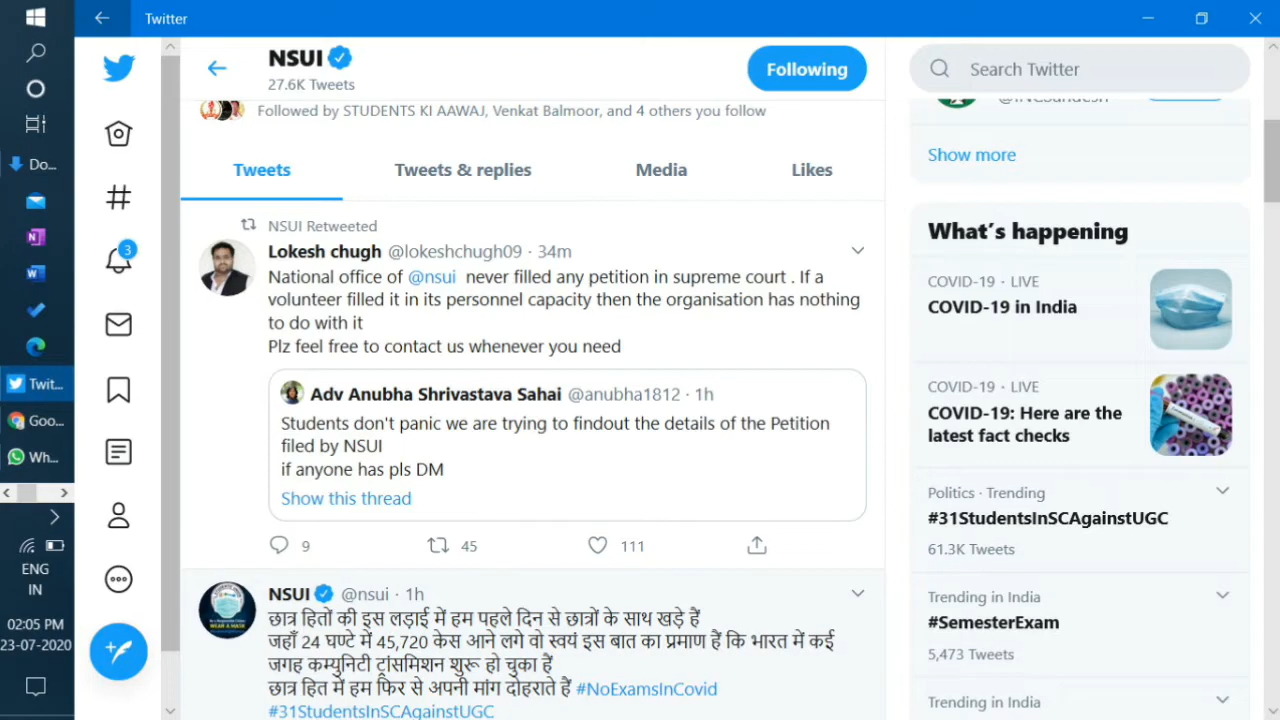 Twitter
NSUI
27.6K Tweets
Following
Search Twitter
Followed by STUDENTS KI AAWAJ, Venkat Balmoor, and 4 others you follow
Tweets
Tweets & replies
Media
Likes
NSUI Retweeted
Lokesh chugh @lokeshchugh09 · 34m
National office of @nsui never filled any petition in supreme court . If a
volunteer filled it in its personnel capacity then the organisation has nothing
to do with it
Plz feel free to contact us whenever you need
Adv Anubha Shrivastava Sahai @anubha1812 · 1h
Students don't panic we are trying to findout the details of the Petition
filed by NSUI
if anyone has pls DM
Show this thread
9
45
111
NSUI @nsui · 1h
छात्र हितों की इस लड़ाई में हम पहले दिन से छात्रों के साथ खड़े हैं
जहाँ 24 घण्टे में 45,720 केस आने लगे वो स्वयं इस बात का प्रमाण हैं कि भारत में कई
जगह कम्युनिटी ट्रांसमिशन शुरू हो चुका हैं
छात्र हित में हम फिर से अपनी मांग दोहराते हैं #NoExamsInCovid
#31StudentsInSCAgainstUGC
Show more
What's happening
COVID-19 · LIVE
COVID-19 in India
COVID-19 · LIVE
COVID-19: Here are the
latest fact checks
Politics · Trending
#31StudentsInSCAgainstUGC
61.3K Tweets
Trending in India
#SemesterExam
5,473 Tweets
Trending in India
3
Do...
Twit...
Goo...
Wh...
ENG
IN
02:05 PM
23-07-2020